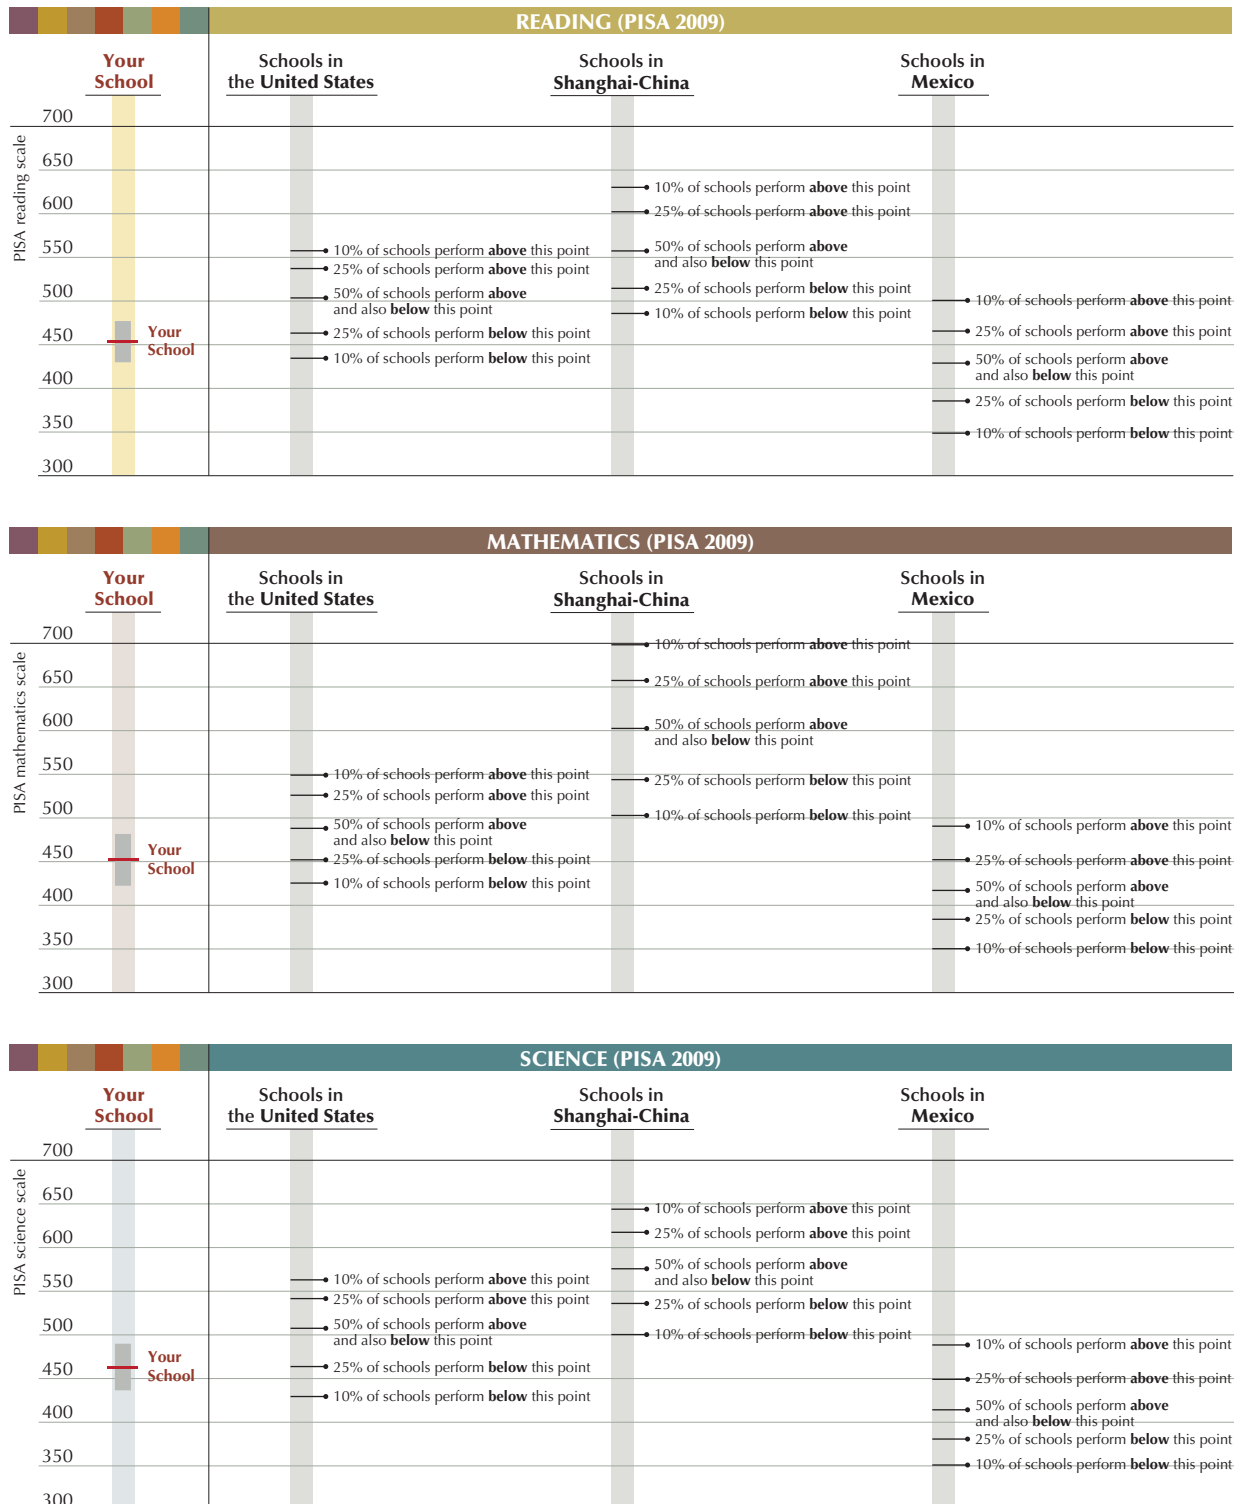 READING (PISA 2009)
Your
School
Schools in
the United States
Schools in
Shanghai-China
Schools in
Mexico
PISA reading scale
700
650
600
550
500
450
400
350
300
Your
School
10% of schools perform above this point
25% of schools perform above this point
50% of schools perform above
and also below this point
25% of schools perform below this point
10% of schools perform below this point
10% of schools perform above this point
25% of schools perform above this point
50% of schools perform above
and also below this point
25% of schools perform below this point
10% of schools perform below this point
10% of schools perform above this point
25% of schools perform above this point
50% of schools perform above
and also below this point
25% of schools perform below this point
10% of schools perform below this point
MATHEMATICS (PISA 2009)
Your
School
Schools in
the United States
Schools in
Shanghai-China
Schools in
Mexico
PISA mathematics scale
700
650
600
550
500
450
400
350
300
Your
School
10% of schools perform above this point
25% of schools perform above this point
50% of schools perform above
and also below this point
25% of schools perform below this point
10% of schools perform below this point
10% of schools perform above this point
25% of schools perform above this point
50% of schools perform above
and also below this point
25% of schools perform below this point
10% of schools perform below this point
10% of schools perform above this point
25% of schools perform above this point
50% of schools perform above
and also below this point
25% of schools perform below this point
10% of schools perform below this point
SCIENCE (PISA 2009)
Your
School
Schools in
the United States
Schools in
Shanghai-China
Schools in
Mexico
PISA science scale
700
650
600
550
500
450
400
350
300
Your
School
10% of schools perform above this point
25% of schools perform above this point
50% of schools perform above
and also below this point
25% of schools perform below this point
10% of schools perform below this point
10% of schools perform above this point
25% of schools perform above this point
50% of schools perform above
and also below this point
25% of schools perform below this point
10% of schools perform below this point
10% of schools perform above this point
25% of schools perform above this point
50% of schools perform above
and also below this point
25% of schools perform below this point
10% of schools perform below this point